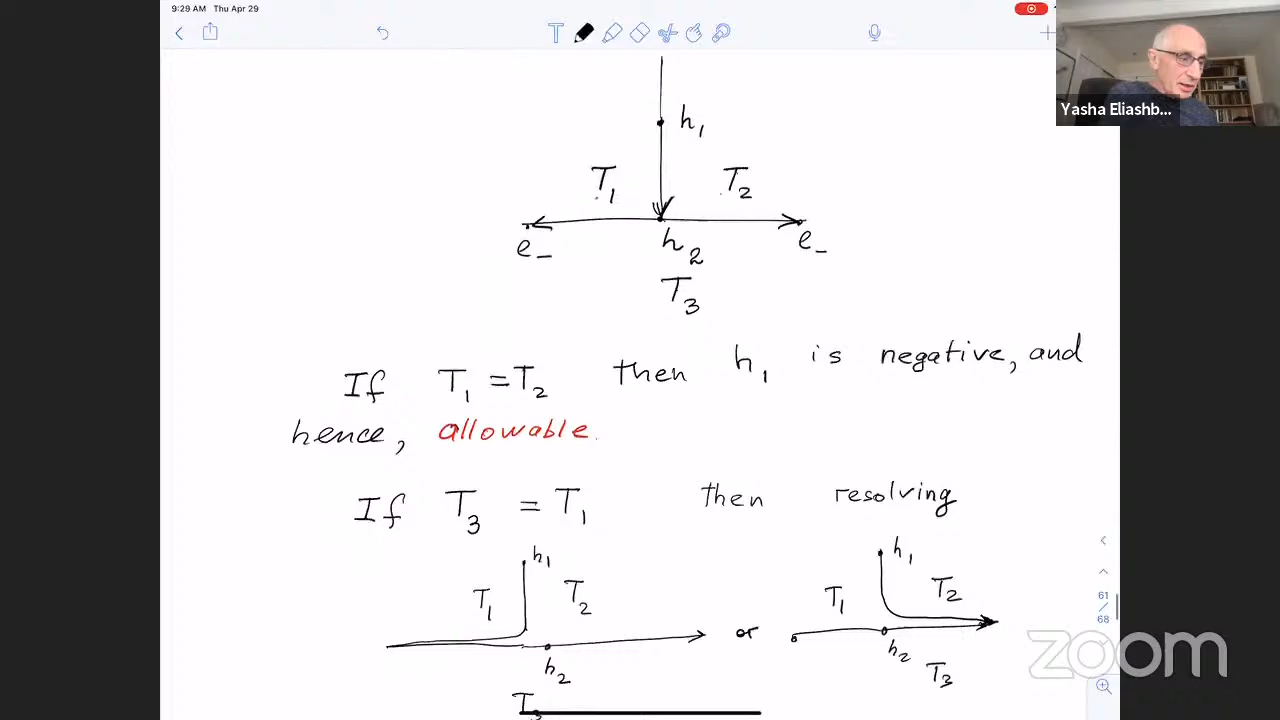 9:29 AM Thu Apr 29
Yasha Eliashb...
h₁
T₁ T₂
e₋ h₂ e₋
T₃
If T₁ = T₂ then h₁ is negative, and
hence, allowable.
If T₃ = T₁ then resolving
h₁ h₁
T₁ T₂ T₁ T₂
or
h₂ h₂
T₃ T₃
61
/
68
zoom